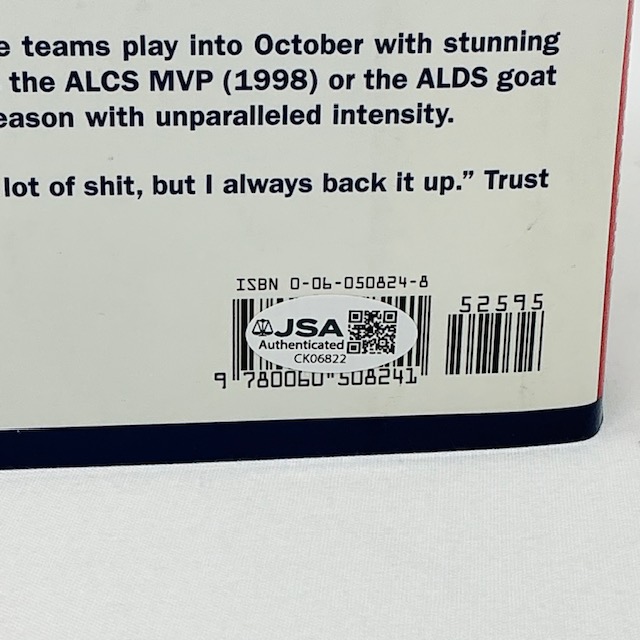 e teams play into October with stunning
the ALCS MVP (1998) or the ALDS goat
eason with unparalleled intensity.
lot of shit, but I always back it up.” Trust
ISBN 0-06-050824-8
52595
JSA
Authenticated
CK06822
9 780060 508241